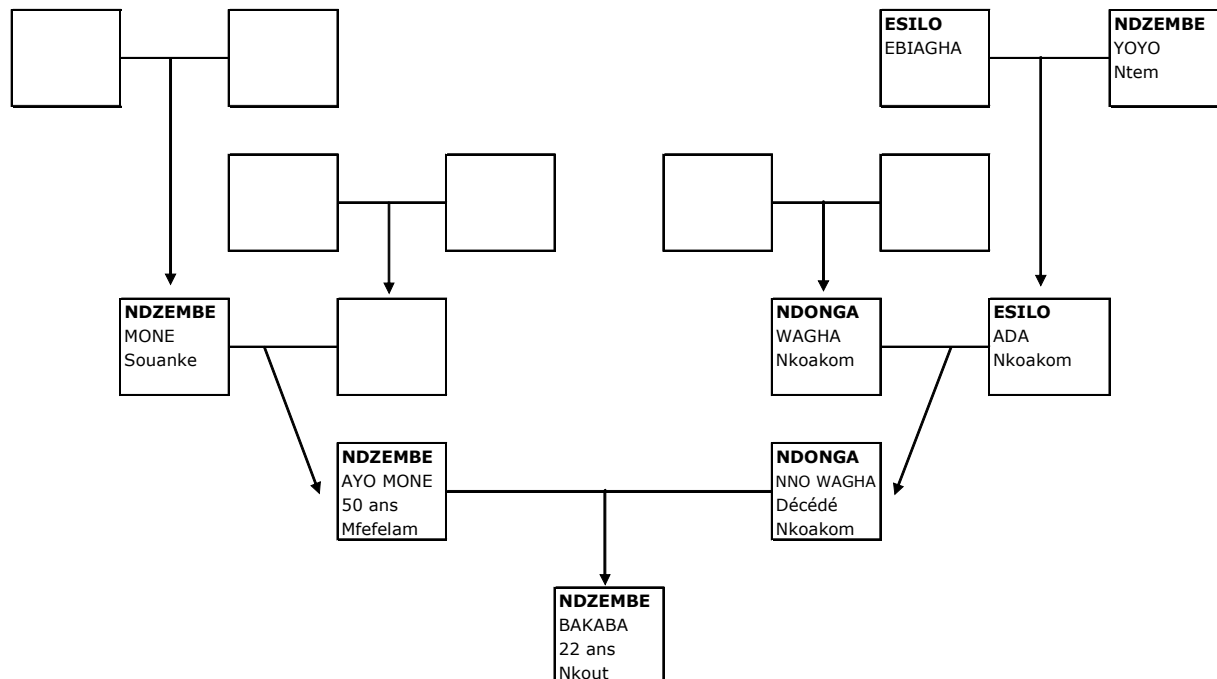 ESILO
EBIAGHA
NDZEMBE
YOYO
Ntem
NDZEMBE
MONE
Souanke
NDONGA
WAGHA
Nkoakom
ESILO
ADA
Nkoakom
NDZEMBE
AYO MONE
50 ans
Mfefelam
NDONGA
NNO WAGHA
Décédé
Nkoakom
NDZEMBE
BAKABA
22 ans
Nkout